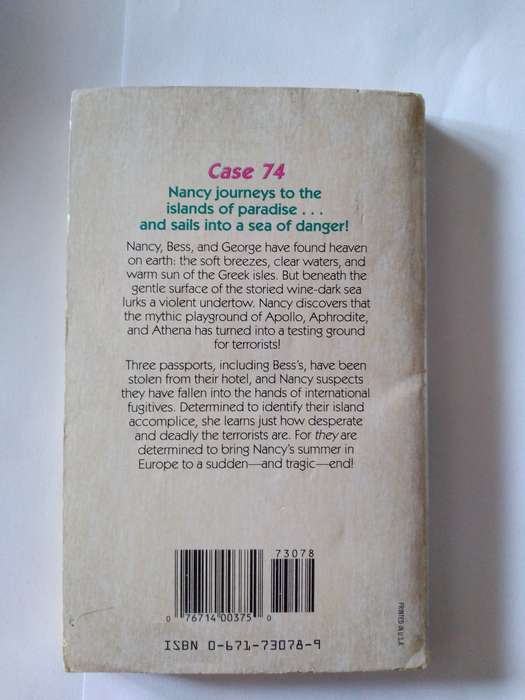 Case 74
Nancy journeys to the
islands of paradise . . .
and sails into a sea of danger!
Nancy, Bess, and George have found heaven
on earth: the soft breezes, clear waters, and
warm sun of the Greek isles. But beneath the
gentle surface of the storied wine-dark sea
lurks a violent undertow. Nancy discovers that
the mythic playground of Apollo, Aphrodite,
and Athena has turned into a testing ground
for terrorists!
Three passports, including Bess's, have been
stolen from their hotel, and Nancy suspects
they have fallen into the hands of international
fugitives. Determined to identify their island
accomplice, she learns just how desperate
and deadly the terrorists are. For they are
determined to bring Nancy's summer in
Europe to a sudden—and tragic—end!
73078
0 76714 00375 0
ISBN 0-671-73078-9
PRINTED IN U.S.A.